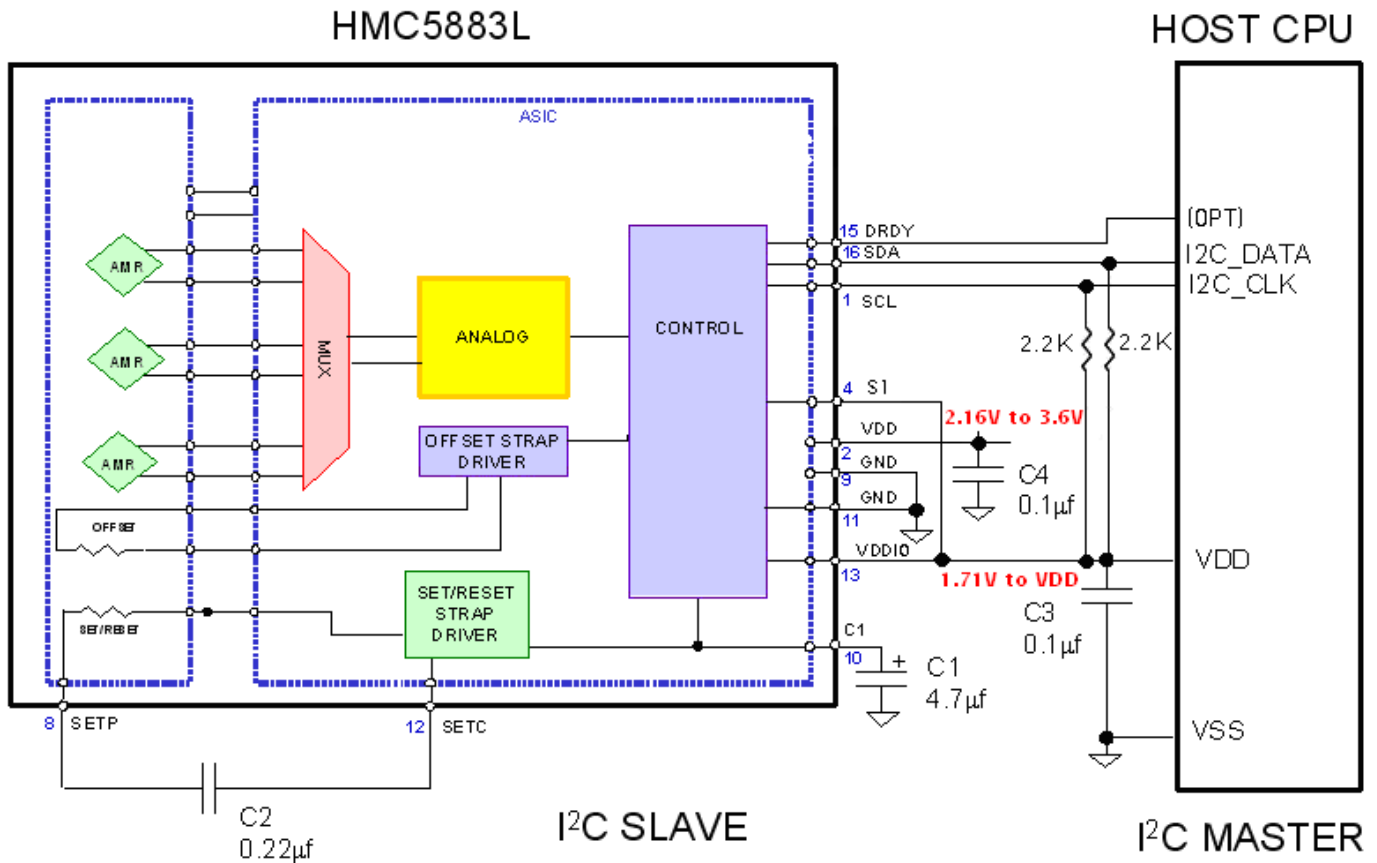 HMC5883L
HOST CPU
ASIC
15 DRDY
(OPT)
16 SDA
I2C_DATA
I2C_CLK
1 SCL
AMR
AMR
AMR
MUX
ANALOG
CONTROL
2.2K
2.2K
4 S1
2.16V to 3.6V
VDD
2
GND
9
GND
11
C4
0.1µf
OFFSET STRAP
DRIVER
OFFSET
VDDIO
13
1.71V to VDD
VDD
C3
0.1µf
SET/RESET
STRAP
DRIVER
SET/RESET
C1
10
+
C1
4.7µf
VSS
8 SETP
12 SETC
C2
0.22µf
I²C SLAVE
I²C MASTER